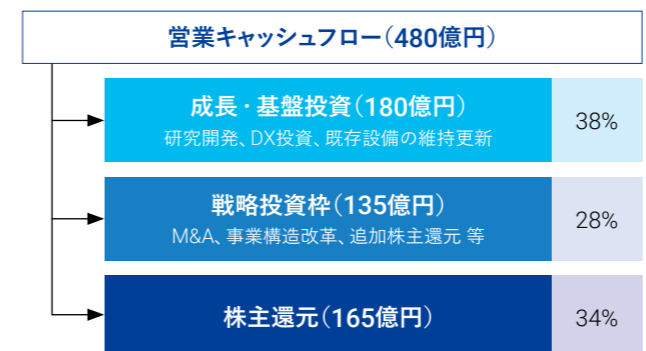 営業キャッシュフロー（480億円）
成長・基盤投資（180億円）
研究開発、DX投資、既存設備の維持更新
38%
戦略投資枠（135億円）
M&A、事業構造改革、追加株主還元 等
28%
株主還元（165億円）
34%